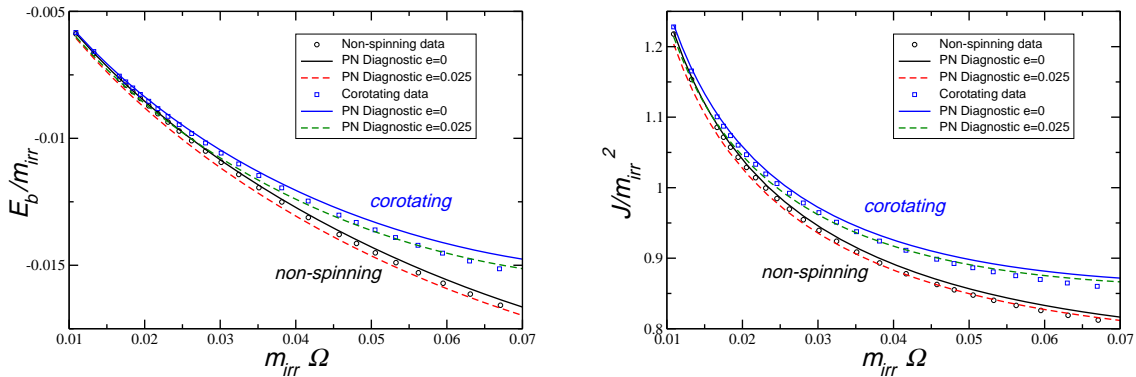 -0.005
-0.01
-0.015
E_b/m_irr
Non-spinning data
PN Diagnostic e=0
PN Diagnostic e=0.025
Corotating data
PN Diagnostic e=0
PN Diagnostic e=0.025
corotating
non-spinning
0.01 0.02 0.03 0.04 0.05 0.06 0.07
m_irr Ω
1.2
1.1
1
0.9
0.8
J/m_irr^2
Non-spinning data
PN Diagnostic e=0
PN Diagnostic e=0.025
Corotating data
PN Diagnostic e=0
PN Diagnostic e=0.025
corotating
non-spinning
0.01 0.02 0.03 0.04 0.05 0.06 0.07
m_irr Ω